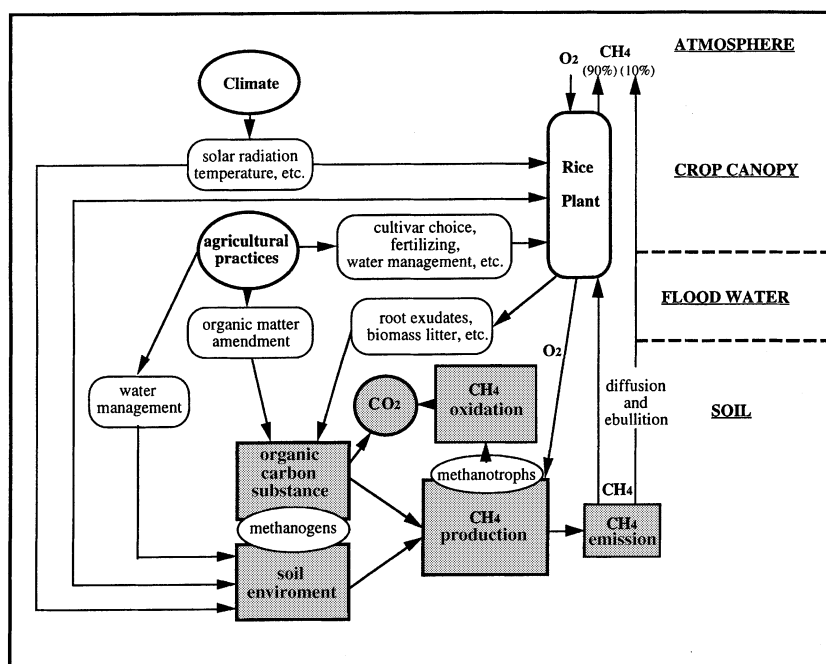 ATMOSPHERE
O2
CH4
(90%) (10%)
Climate
solar radiation
temperature, etc.
Rice
Plant
CROP CANOPY
agricultural
practices
cultivar choice,
fertilizing,
water management, etc.
FLOOD WATER
organic matter
amendment
root exudates,
biomass litter, etc.
O2
water
management
CO2
CH4
oxidation
diffusion
and
ebullition
SOIL
organic
carbon
substance
methanotrophs
CH4
methanogens
CH4
production
CH4
emission
soil
enviroment